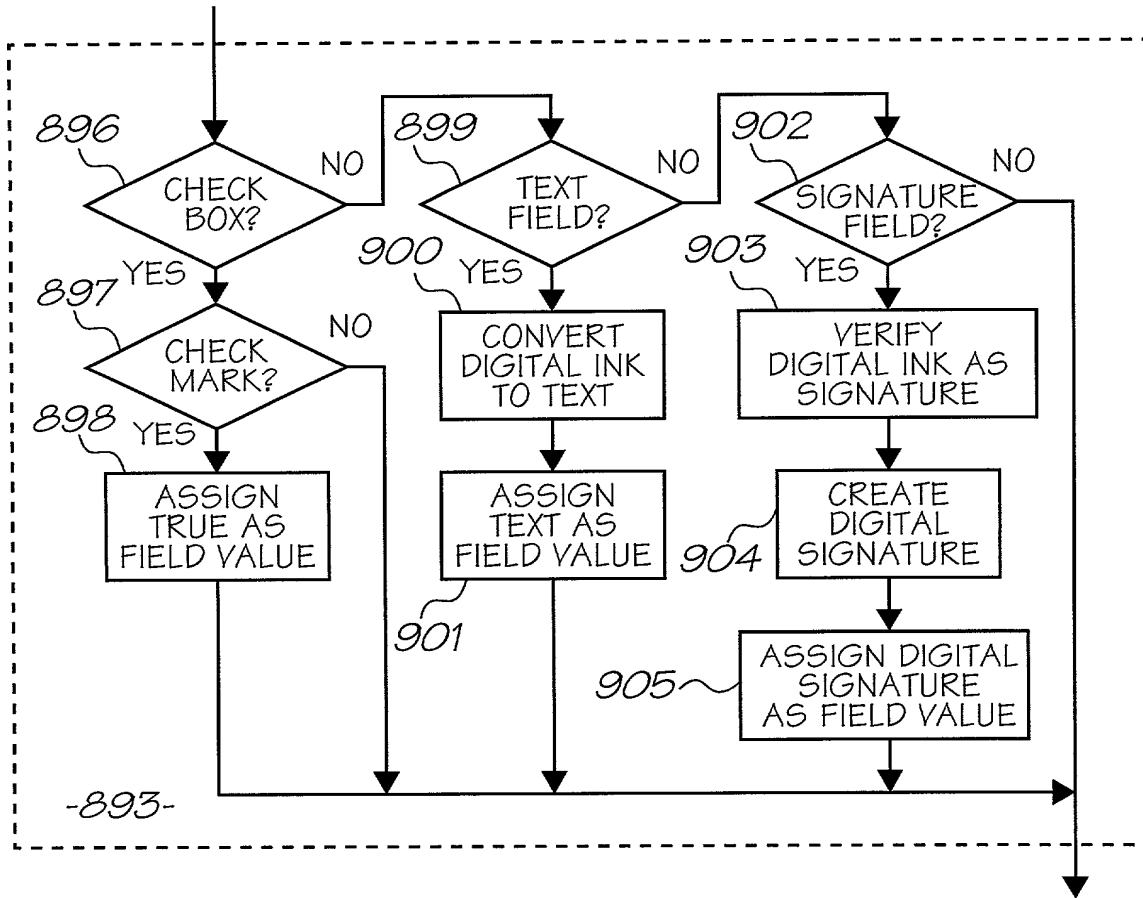 896
CHECK
BOX?
NO
YES
897
CHECK
MARK?
NO
YES
898
ASSIGN
TRUE AS
FIELD VALUE
899
TEXT
FIELD?
NO
YES
900
CONVERT
DIGITAL INK
TO TEXT
ASSIGN
TEXT AS
FIELD VALUE
901
902
SIGNATURE
FIELD?
NO
YES
903
VERIFY
DIGITAL INK AS
SIGNATURE
CREATE
DIGITAL
SIGNATURE
904
ASSIGN DIGITAL
SIGNATURE
AS FIELD VALUE
905
-893-